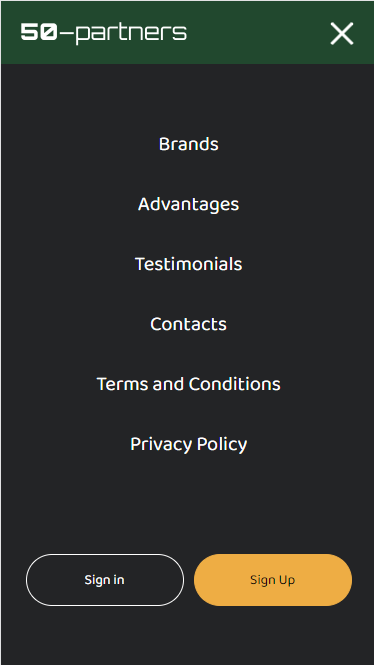 50-partners
Brands
Advantages
Testimonials
Contacts
Terms and Conditions
Privacy Policy
Sign in
Sign Up